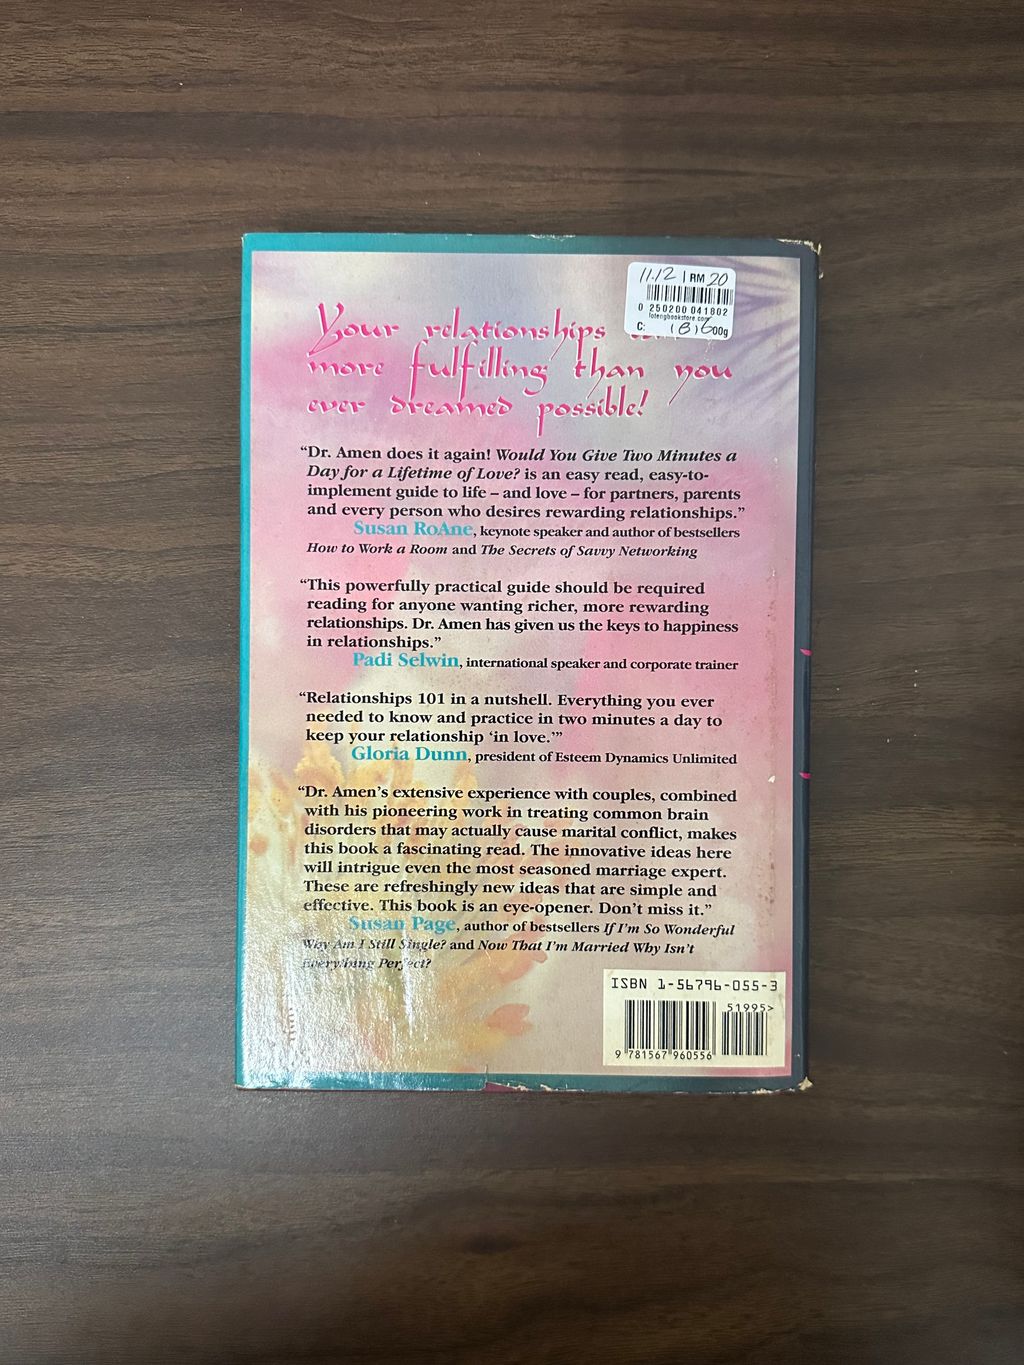 11.12 | RM 20
0 250200 041802
lotengbookstore.com
C: (B) 600g
Your relationships
more fulfilling than you
ever dreamed possible!
“Dr. Amen does it again! Would You Give Two Minutes a
Day for a Lifetime of Love? is an easy read, easy-to-
implement guide to life – and love – for partners, parents
and every person who desires rewarding relationships.”
Susan RoAne, keynote speaker and author of bestsellers
How to Work a Room and The Secrets of Savvy Networking
“This powerfully practical guide should be required
reading for anyone wanting richer, more rewarding
relationships. Dr. Amen has given us the keys to happiness
in relationships.”
Padi Selwin, international speaker and corporate trainer
“Relationships 101 in a nutshell. Everything you ever
needed to know and practice in two minutes a day to
keep your relationship ‘in love.’”
Gloria Dunn, president of Esteem Dynamics Unlimited
“Dr. Amen’s extensive experience with couples, combined
with his pioneering work in treating common brain
disorders that may actually cause marital conflict, makes
this book a fascinating read. The innovative ideas here
will intrigue even the most seasoned marriage expert.
These are refreshingly new ideas that are simple and
effective. This book is an eye-opener. Don’t miss it.”
Susan Page, author of bestsellers If I’m So Wonderful
Why Am I Still Single? and Now That I’m Married Why Isn’t
Everything Perfect?
ISBN 1-56796-055-3
51995>
9 781567 960556